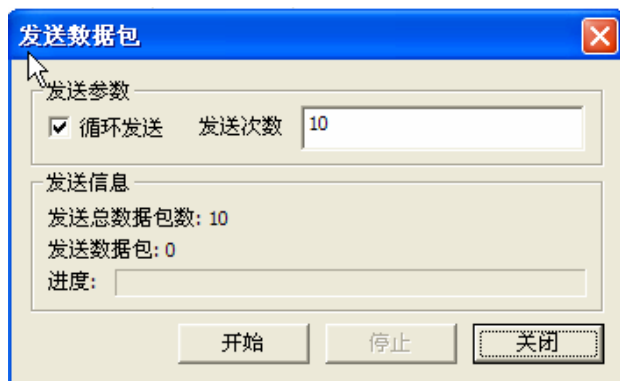 发送数据包
发送参数
循环发送 发送次数 10
发送信息
发送总数据包数: 10
发送数据包: 0
进度:
开始 停止 关闭